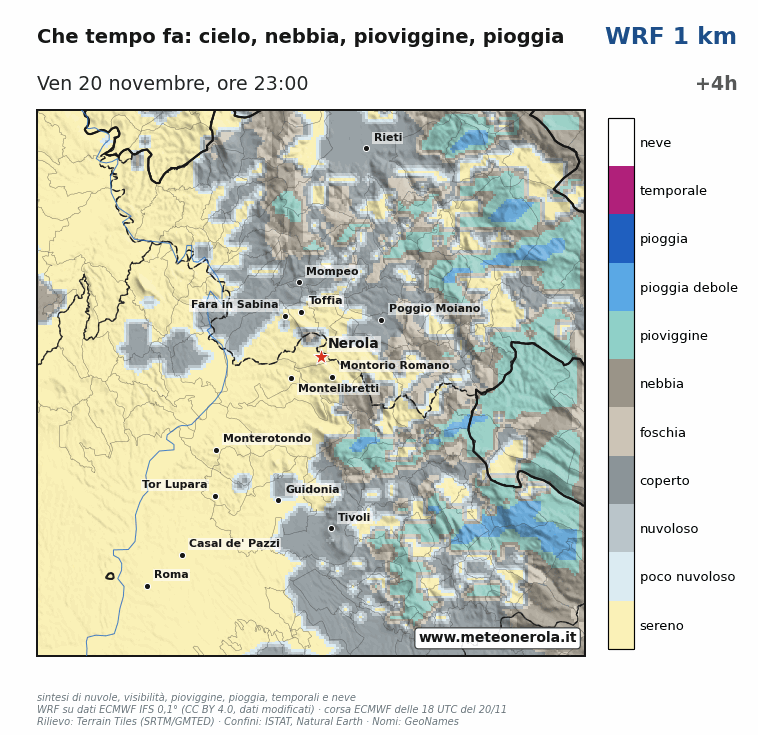 Che tempo fa: cielo, nebbia, pioviggine, pioggia
WRF 1 km
Ven 20 novembre, ore 23:00
+4h
Rieti
Mompeo
Fara in Sabina
Toffia
Poggio Moiano
Nerola
Montorio Romano
Montelibretti
Monterotondo
Tor Lupara
Guidonia
Tivoli
Casal de' Pazzi
Roma
www.meteonerola.it
neve
temporale
pioggia
pioggia debole
pioviggine
nebbia
foschia
coperto
nuvoloso
poco nuvoloso
sereno
sintesi di nuvole, visibilità, pioviggine, pioggia, temporali e neve
WRF su dati ECMWF IFS 0,1° (CC BY 4.0, dati modificati) · corsa ECMWF delle 18 UTC del 20/11
Rilievo: Terrain Tiles (SRTM/GMTED) · Confini: ISTAT, Natural Earth · Nomi: GeoNames